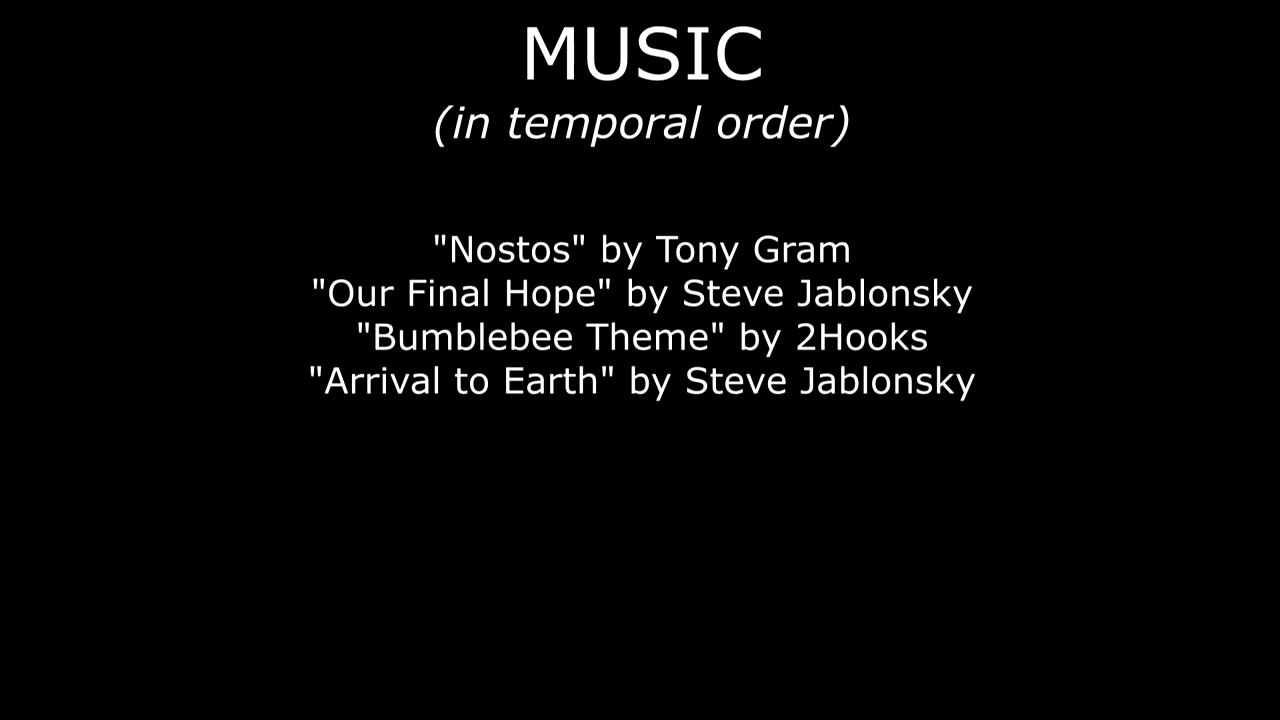 MUSIC
(in temporal order)
"Nostos" by Tony Gram
"Our Final Hope" by Steve Jablonsky
"Bumblebee Theme" by 2Hooks
"Arrival to Earth" by Steve Jablonsky